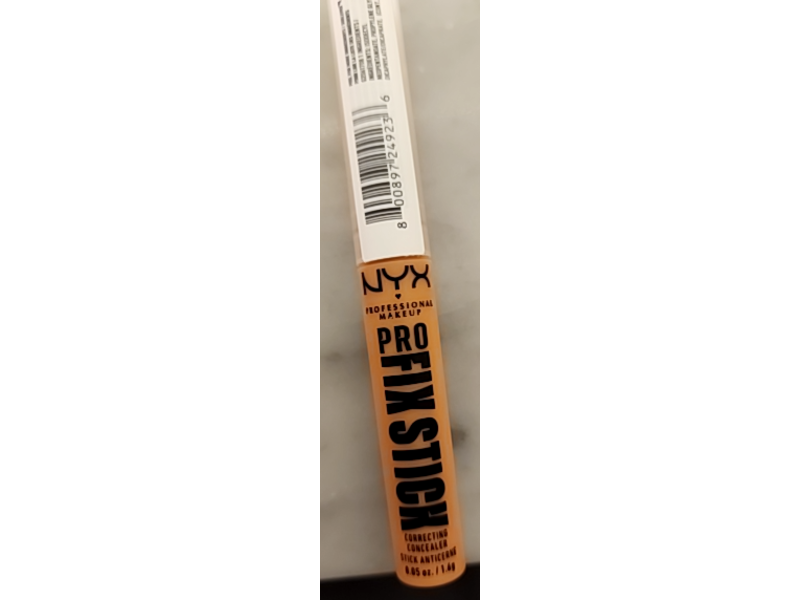 8 00897 24923 6
NYX
PROFESSIONAL
MAKEUP
PRO
FIX STICK
CORRECTING
CONCEALER
STICK ANTICERNE
0.05 oz. / 1.6g